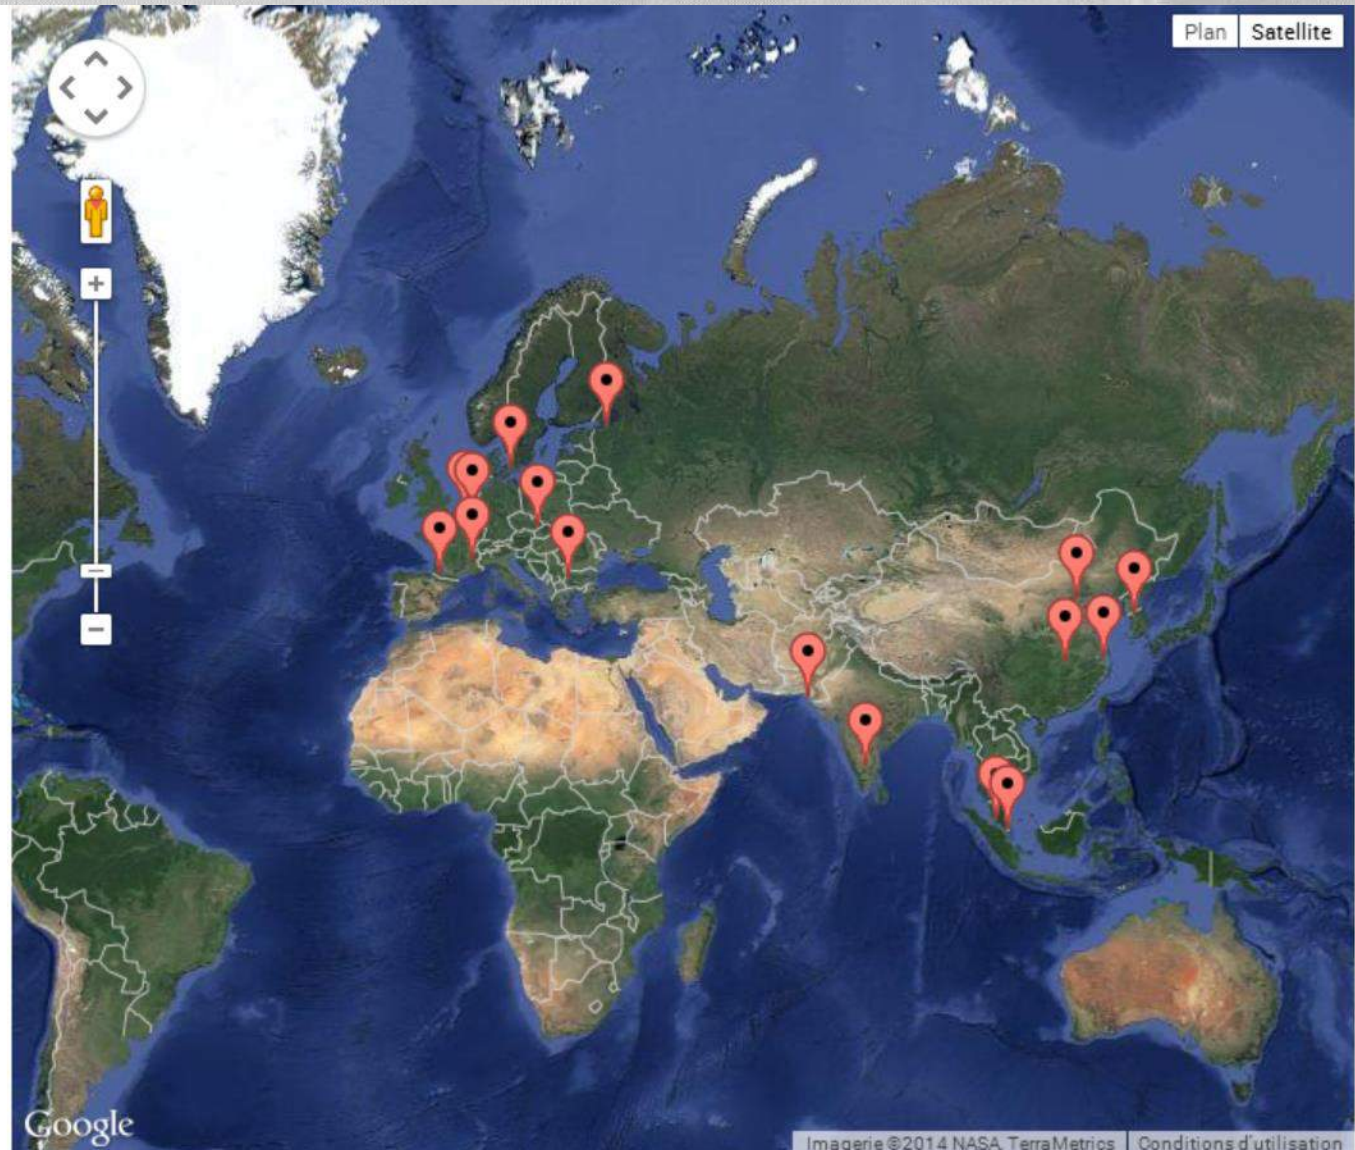 Plan Satellite
Google
Imagerie ©2014 NASA, TerraMetrics Conditions d'utilisation